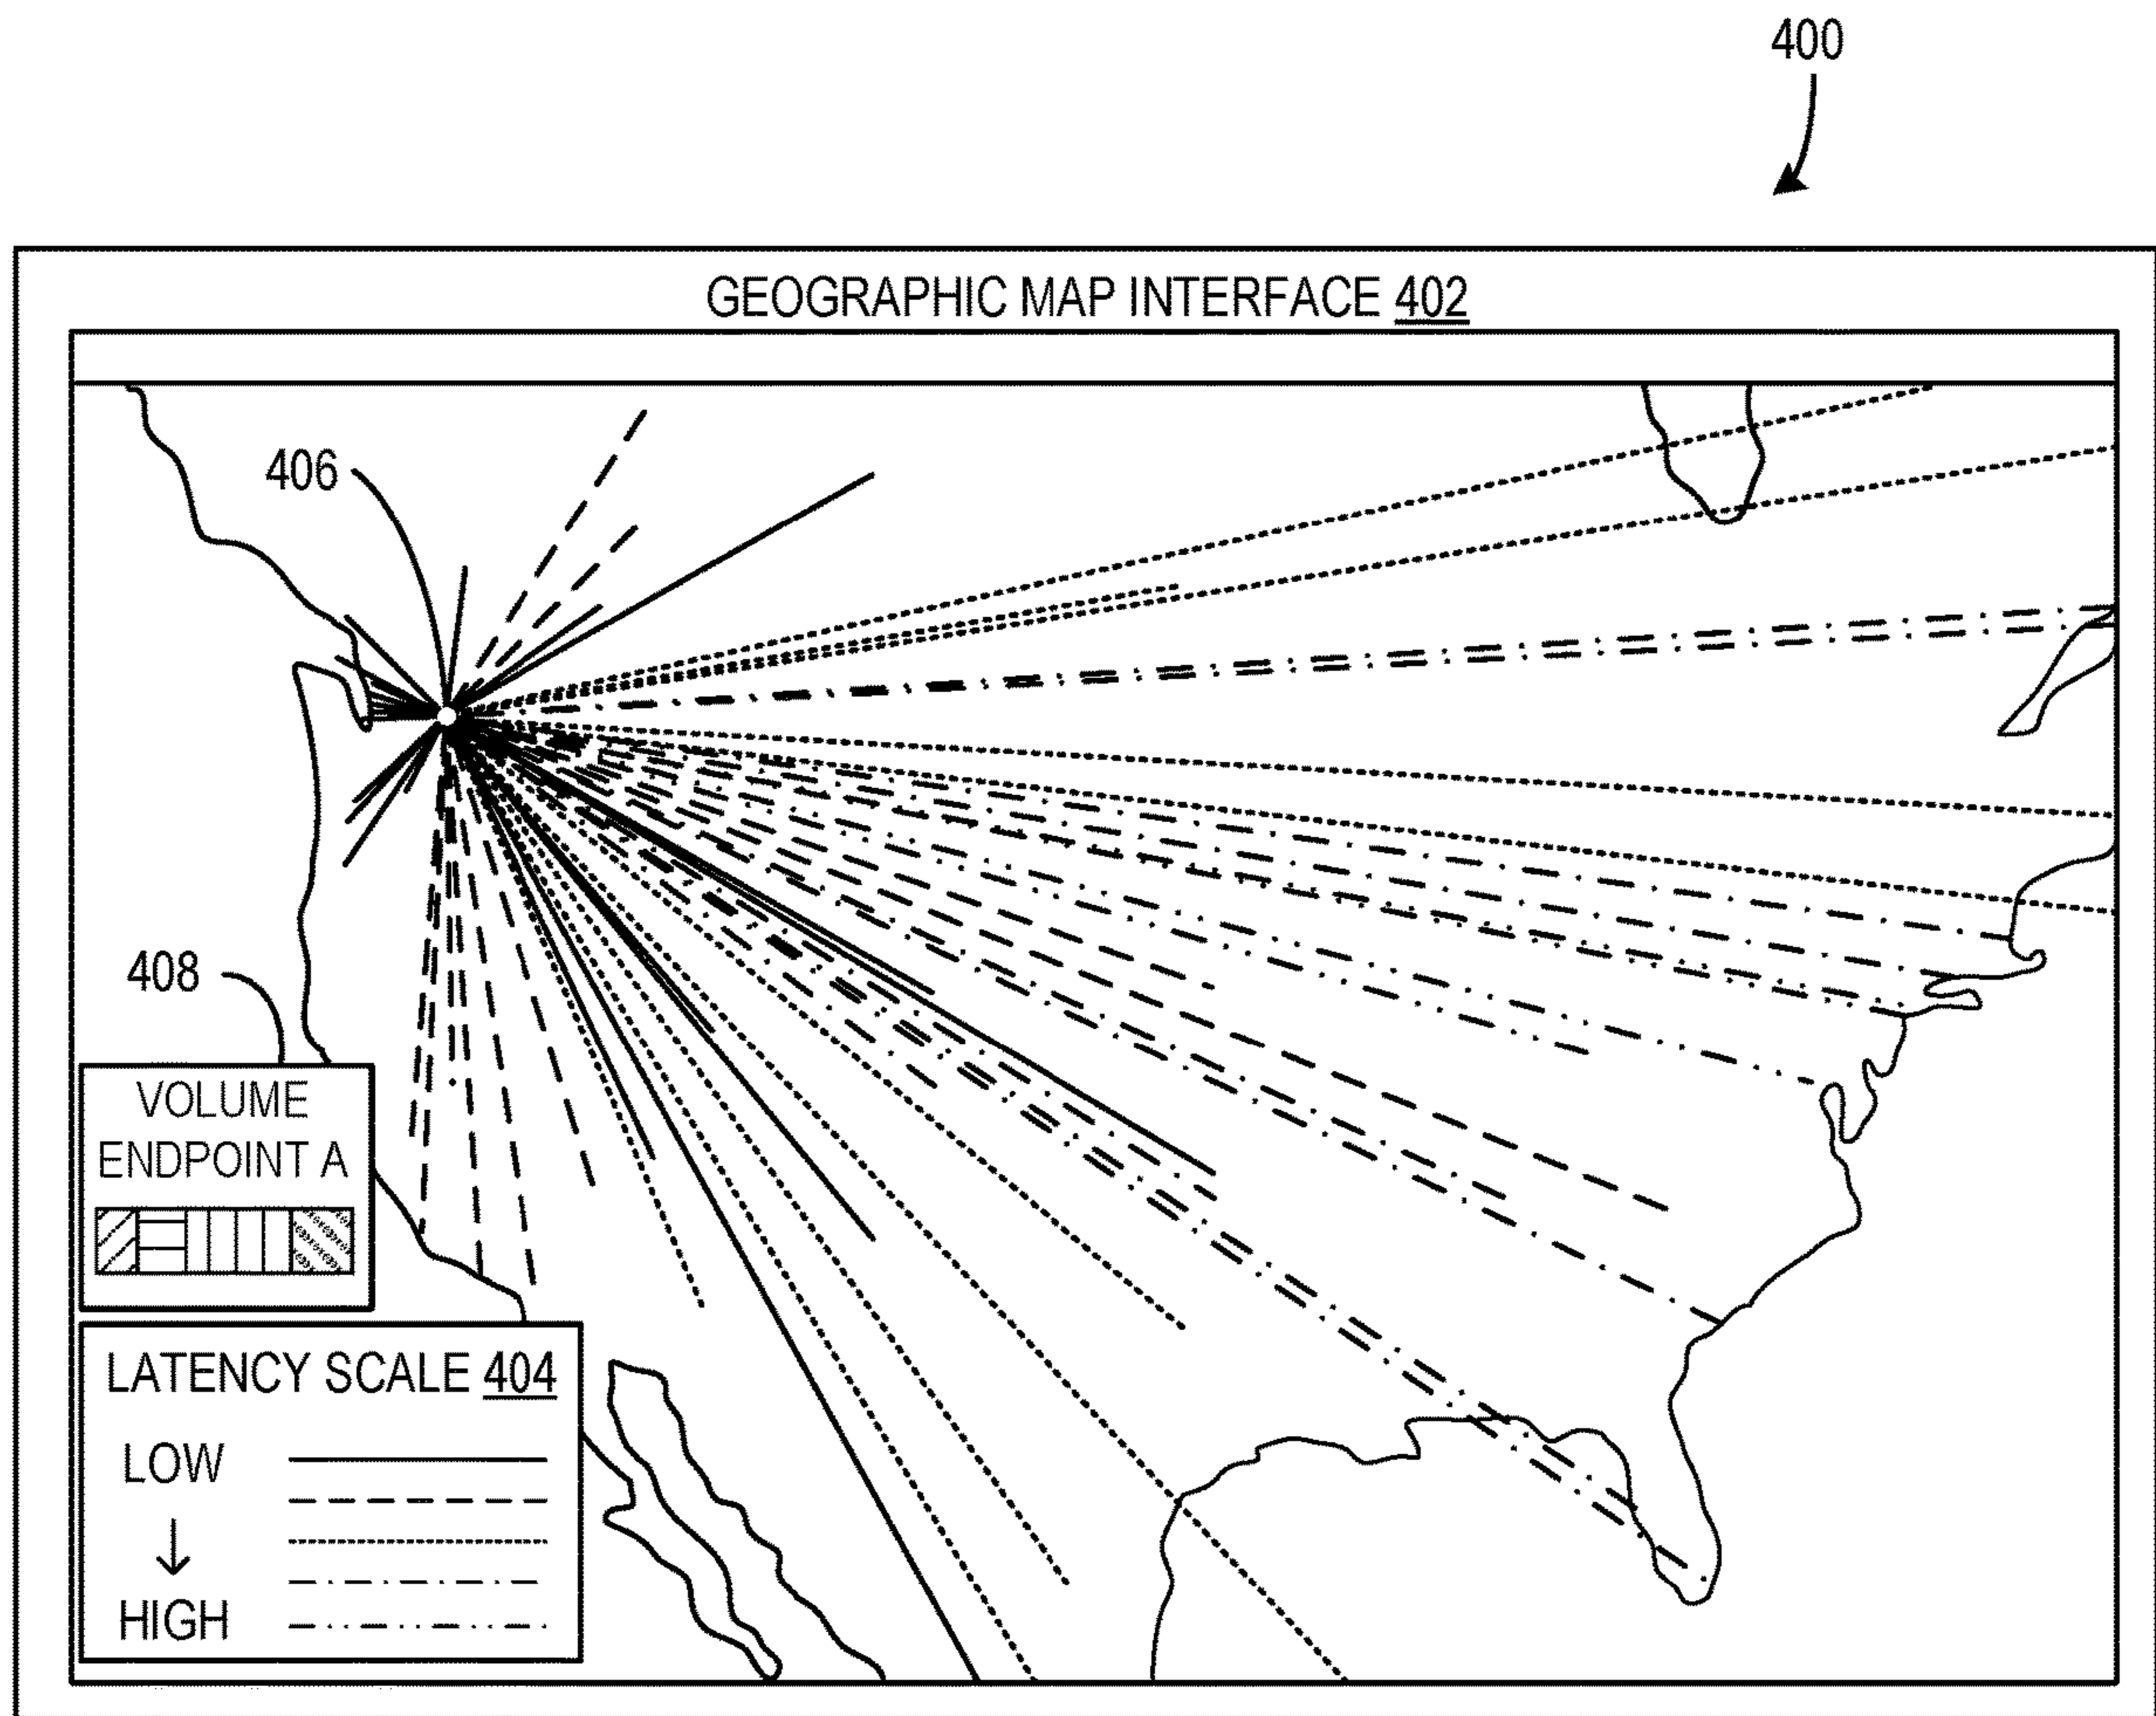 400
GEOGRAPHIC MAP INTERFACE 402
406
408
VOLUME
ENDPOINT A
LATENCY SCALE 404
LOW
HIGH